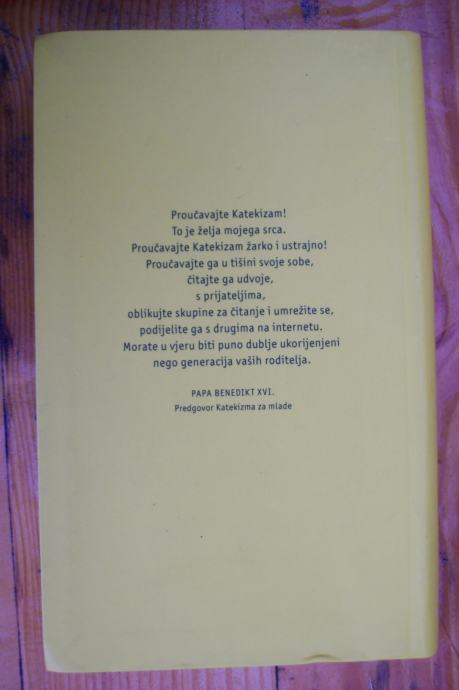 Proučavajte Katekizam!
To je želja mojega srca.
Proučavajte Katekizam žarko i ustrajno!
Proučavajte ga u tišini svoje sobe,
čitajte ga udvoje,
s prijateljima,
oblikujte skupine za čitanje i umrežite se,
podijelite ga s drugima na internetu.
Morate u vjeru biti puno dublje ukorijenjeni
nego generacija vaših roditelja.
PAPA BENEDIKT XVI.
Predgovor Katekizma za mlade